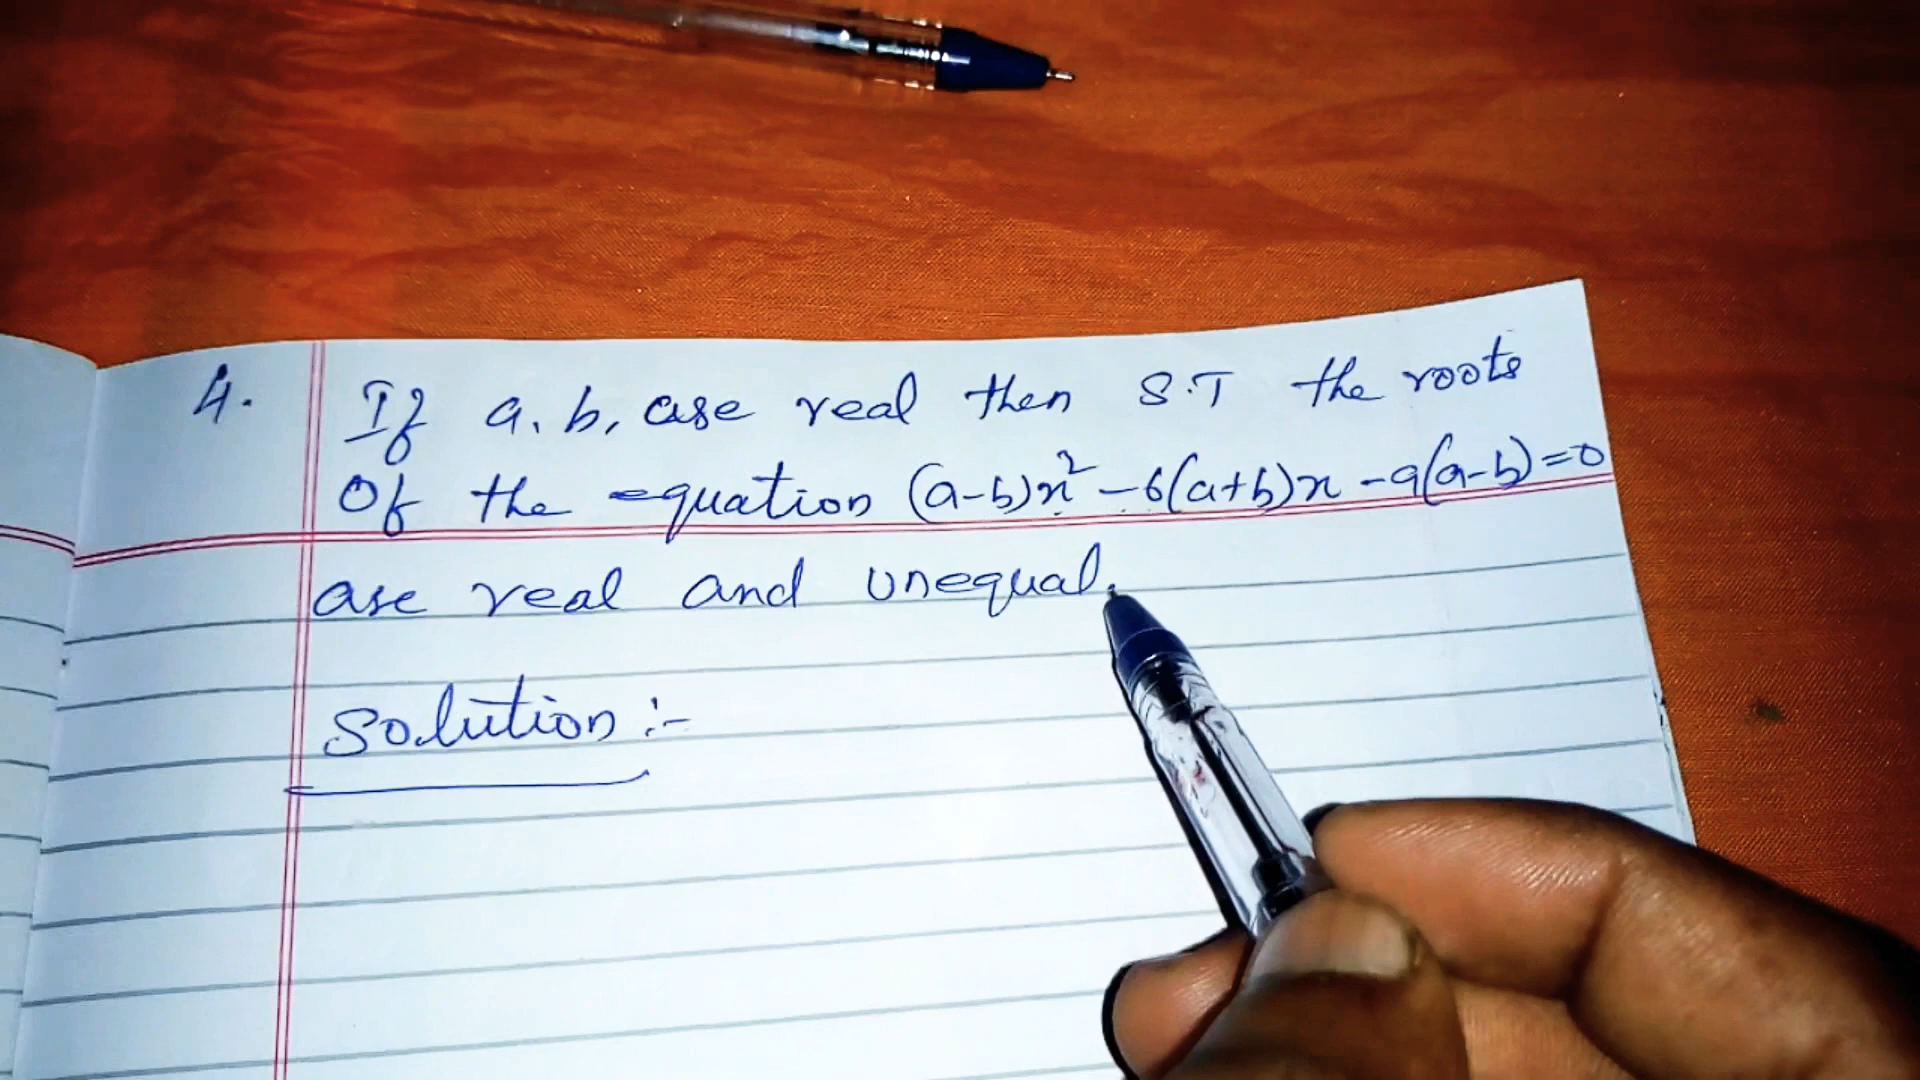 4. If a, b, are real then S.T the roots
Of the equation (a-b)x² - 6(a+b)x - 9(a-b)=0
are real and unequal.
Solution :-